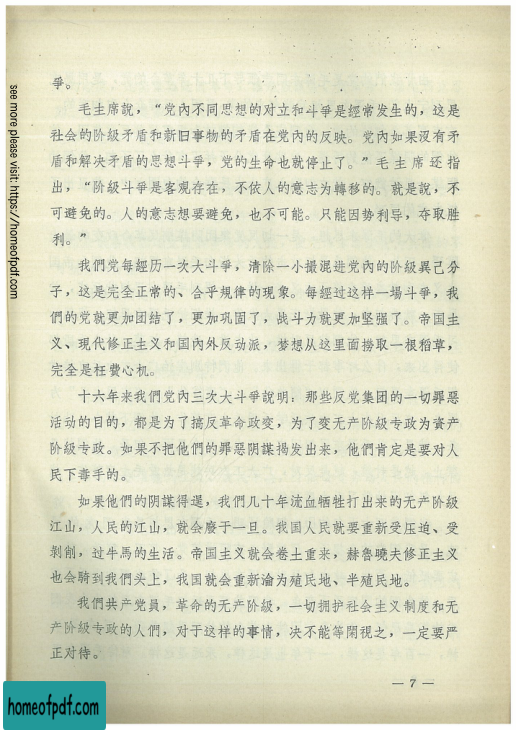 爭。
毛主席說，“党內不同思想的对立和斗爭是經常发生的，这是
社会的阶級矛盾和新旧事物的矛盾在党內的反映。党內如果沒有矛
盾和解决矛盾的思想斗爭，党的生命也就停止了。”毛主席还指
出，“阶級斗爭是客观存在，不依人的意志为轉移的。就是說，不
可避免的。人的意志想要避免，也不可能。只能因势利导，夺取胜
利。”
我們党每經历一次大斗爭，清除一小撮混进党內的阶級異己分
子，这是完全正常的、合乎規律的現象。每經过这样一場斗爭，我
們的党就更加团結了，更加巩固了，战斗力就更加坚强了。帝国主
义、現代修正主义和国內外反动派，梦想从这里面撈取一根稻草，
完全是枉費心机。
十六年来我們党內三次大斗爭說明，那些反党集团的一切罪惡
活动的目的，都是为了搞反革命政变，为了变无产阶級专政为資产
阶級专政。如果不把他們的罪惡阴謀揭发出来，他們肯定是要对人
民下毒手的。
如果他們的阴謀得逞，我們几十年流血牺牲打出来的无产阶級
江山，人民的江山，就会廢于一旦。我国人民就要重新受压迫、受
剝削，过牛馬的生活。帝国主义就会卷土重来，赫魯曉夫修正主义
也会騎到我們头上，我国就会重新淪为殖民地、半殖民地。
我們共产党員，革命的无产阶級，一切拥护社会主义制度和无
产阶級专政的人們，对于这样的事情，决不能等閑視之，一定要严
正对待。
— 7 —
see more please visit: https://homeofpdf.com
homeofpdf.com